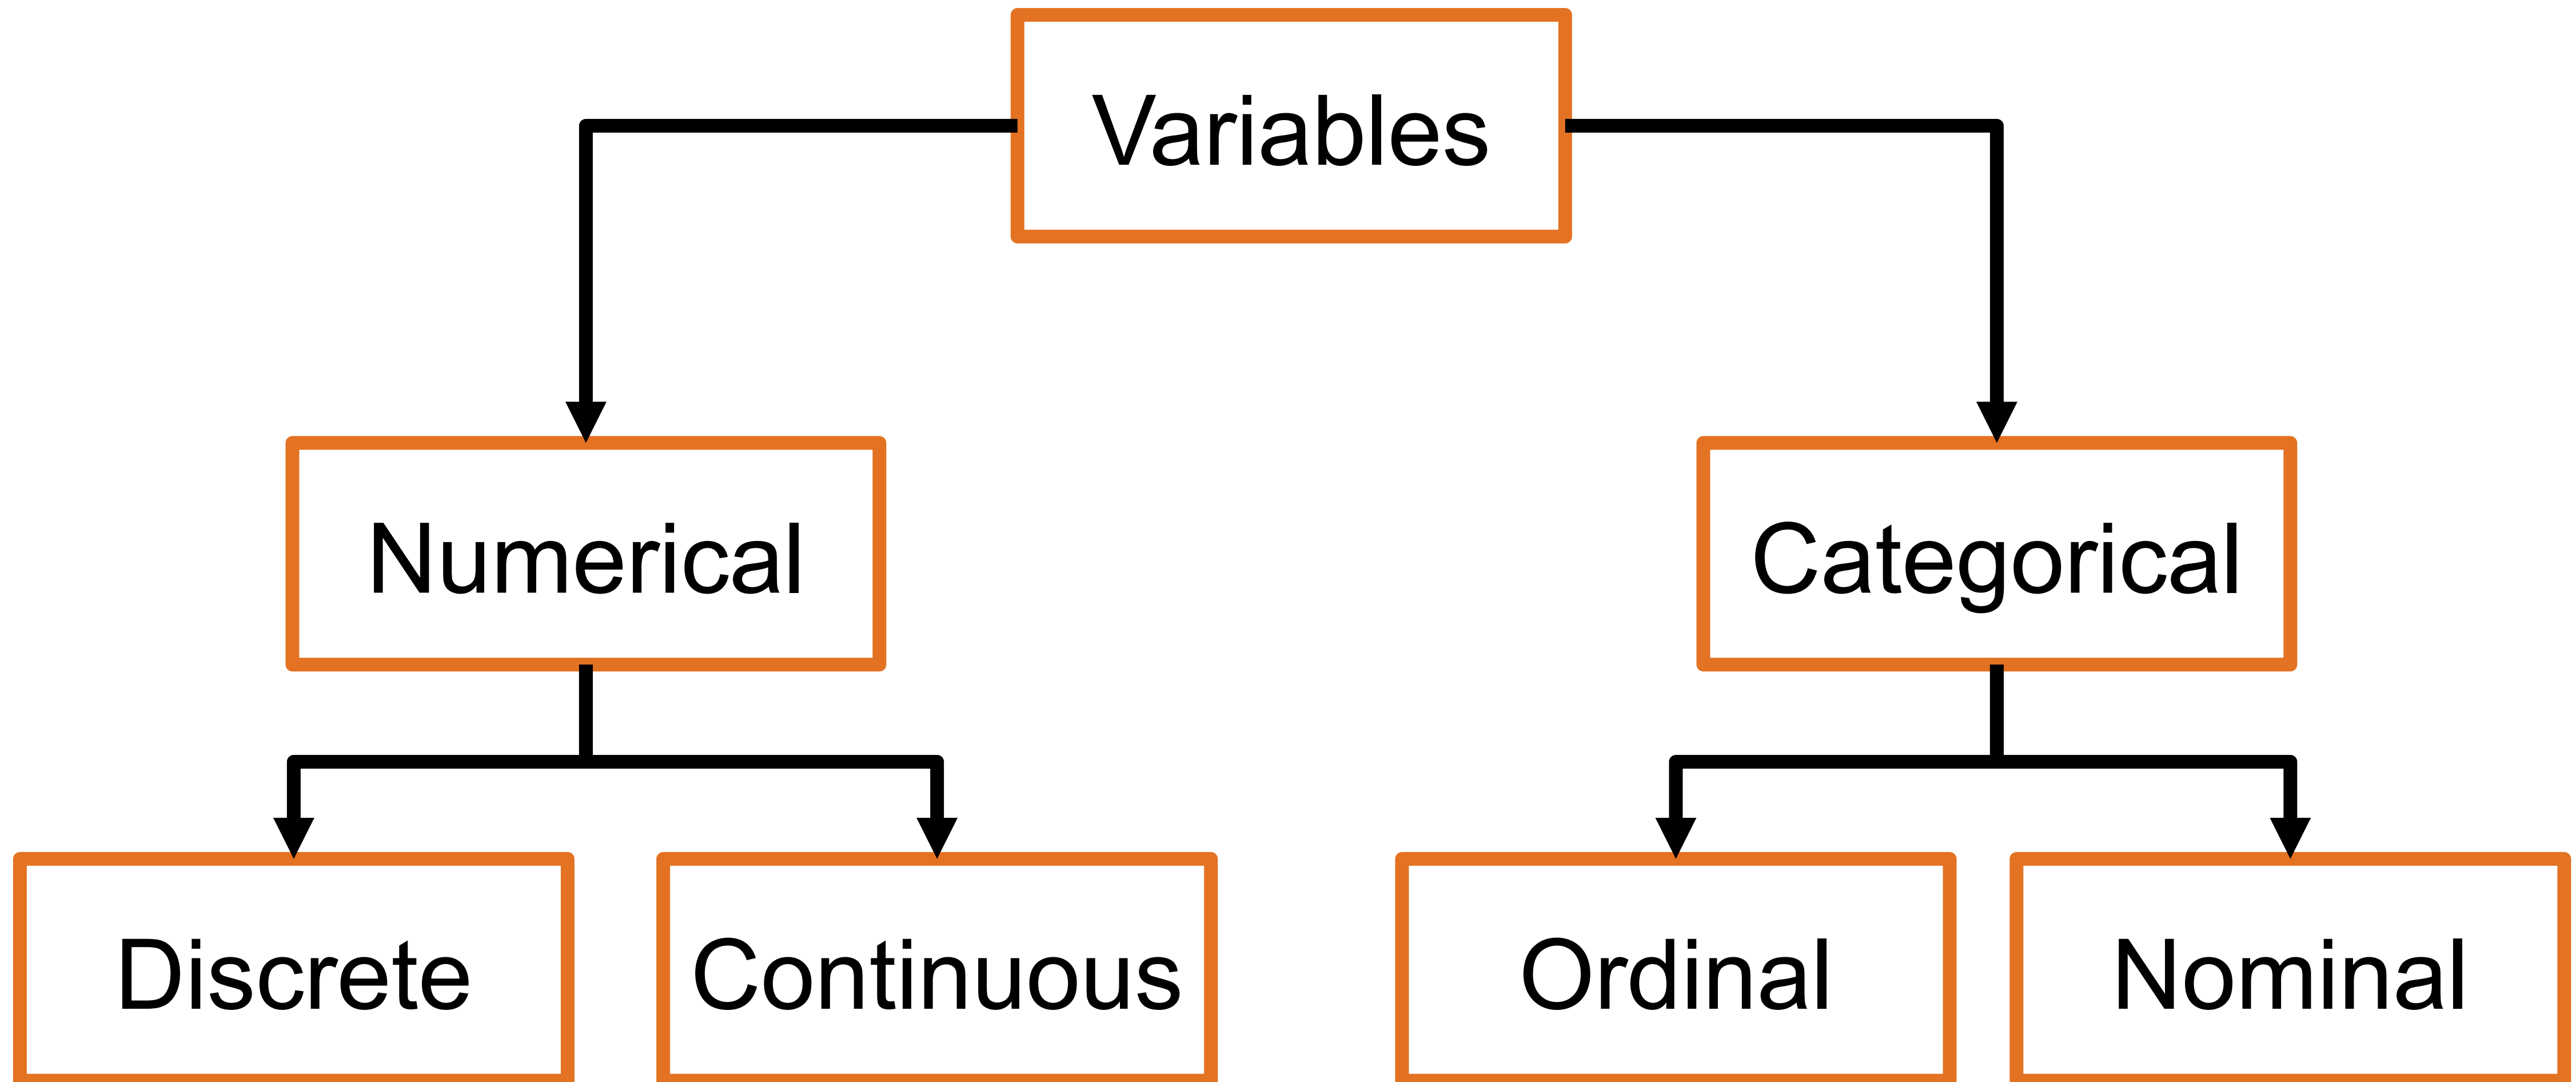 Variables
Numerical
Categorical
Discrete
Continuous
Ordinal
Nominal